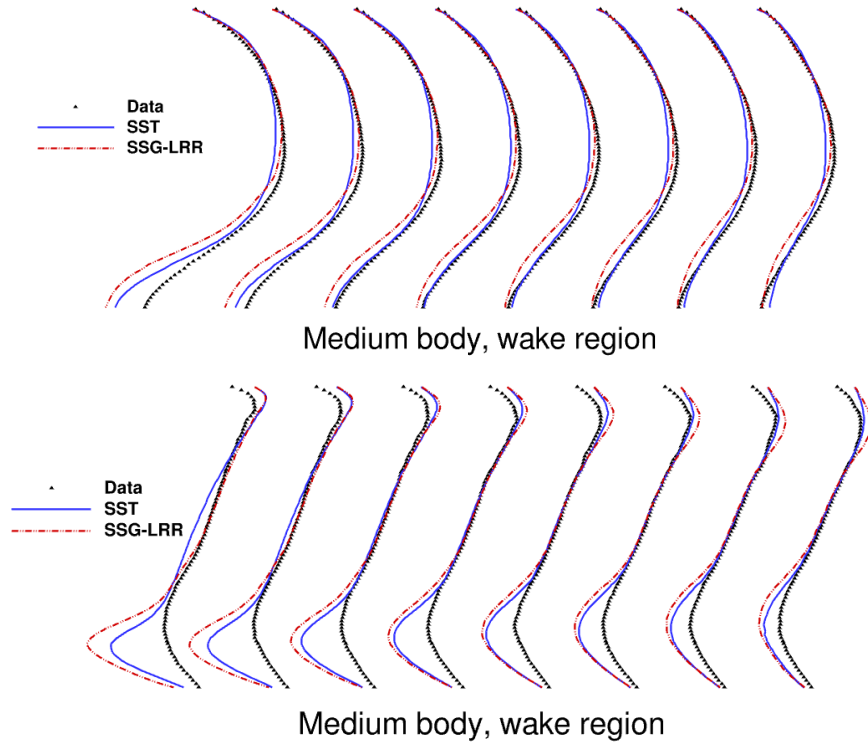 Data
SST
SSG-LRR
Medium body, wake region
Data
SST
SSG-LRR
Medium body, wake region